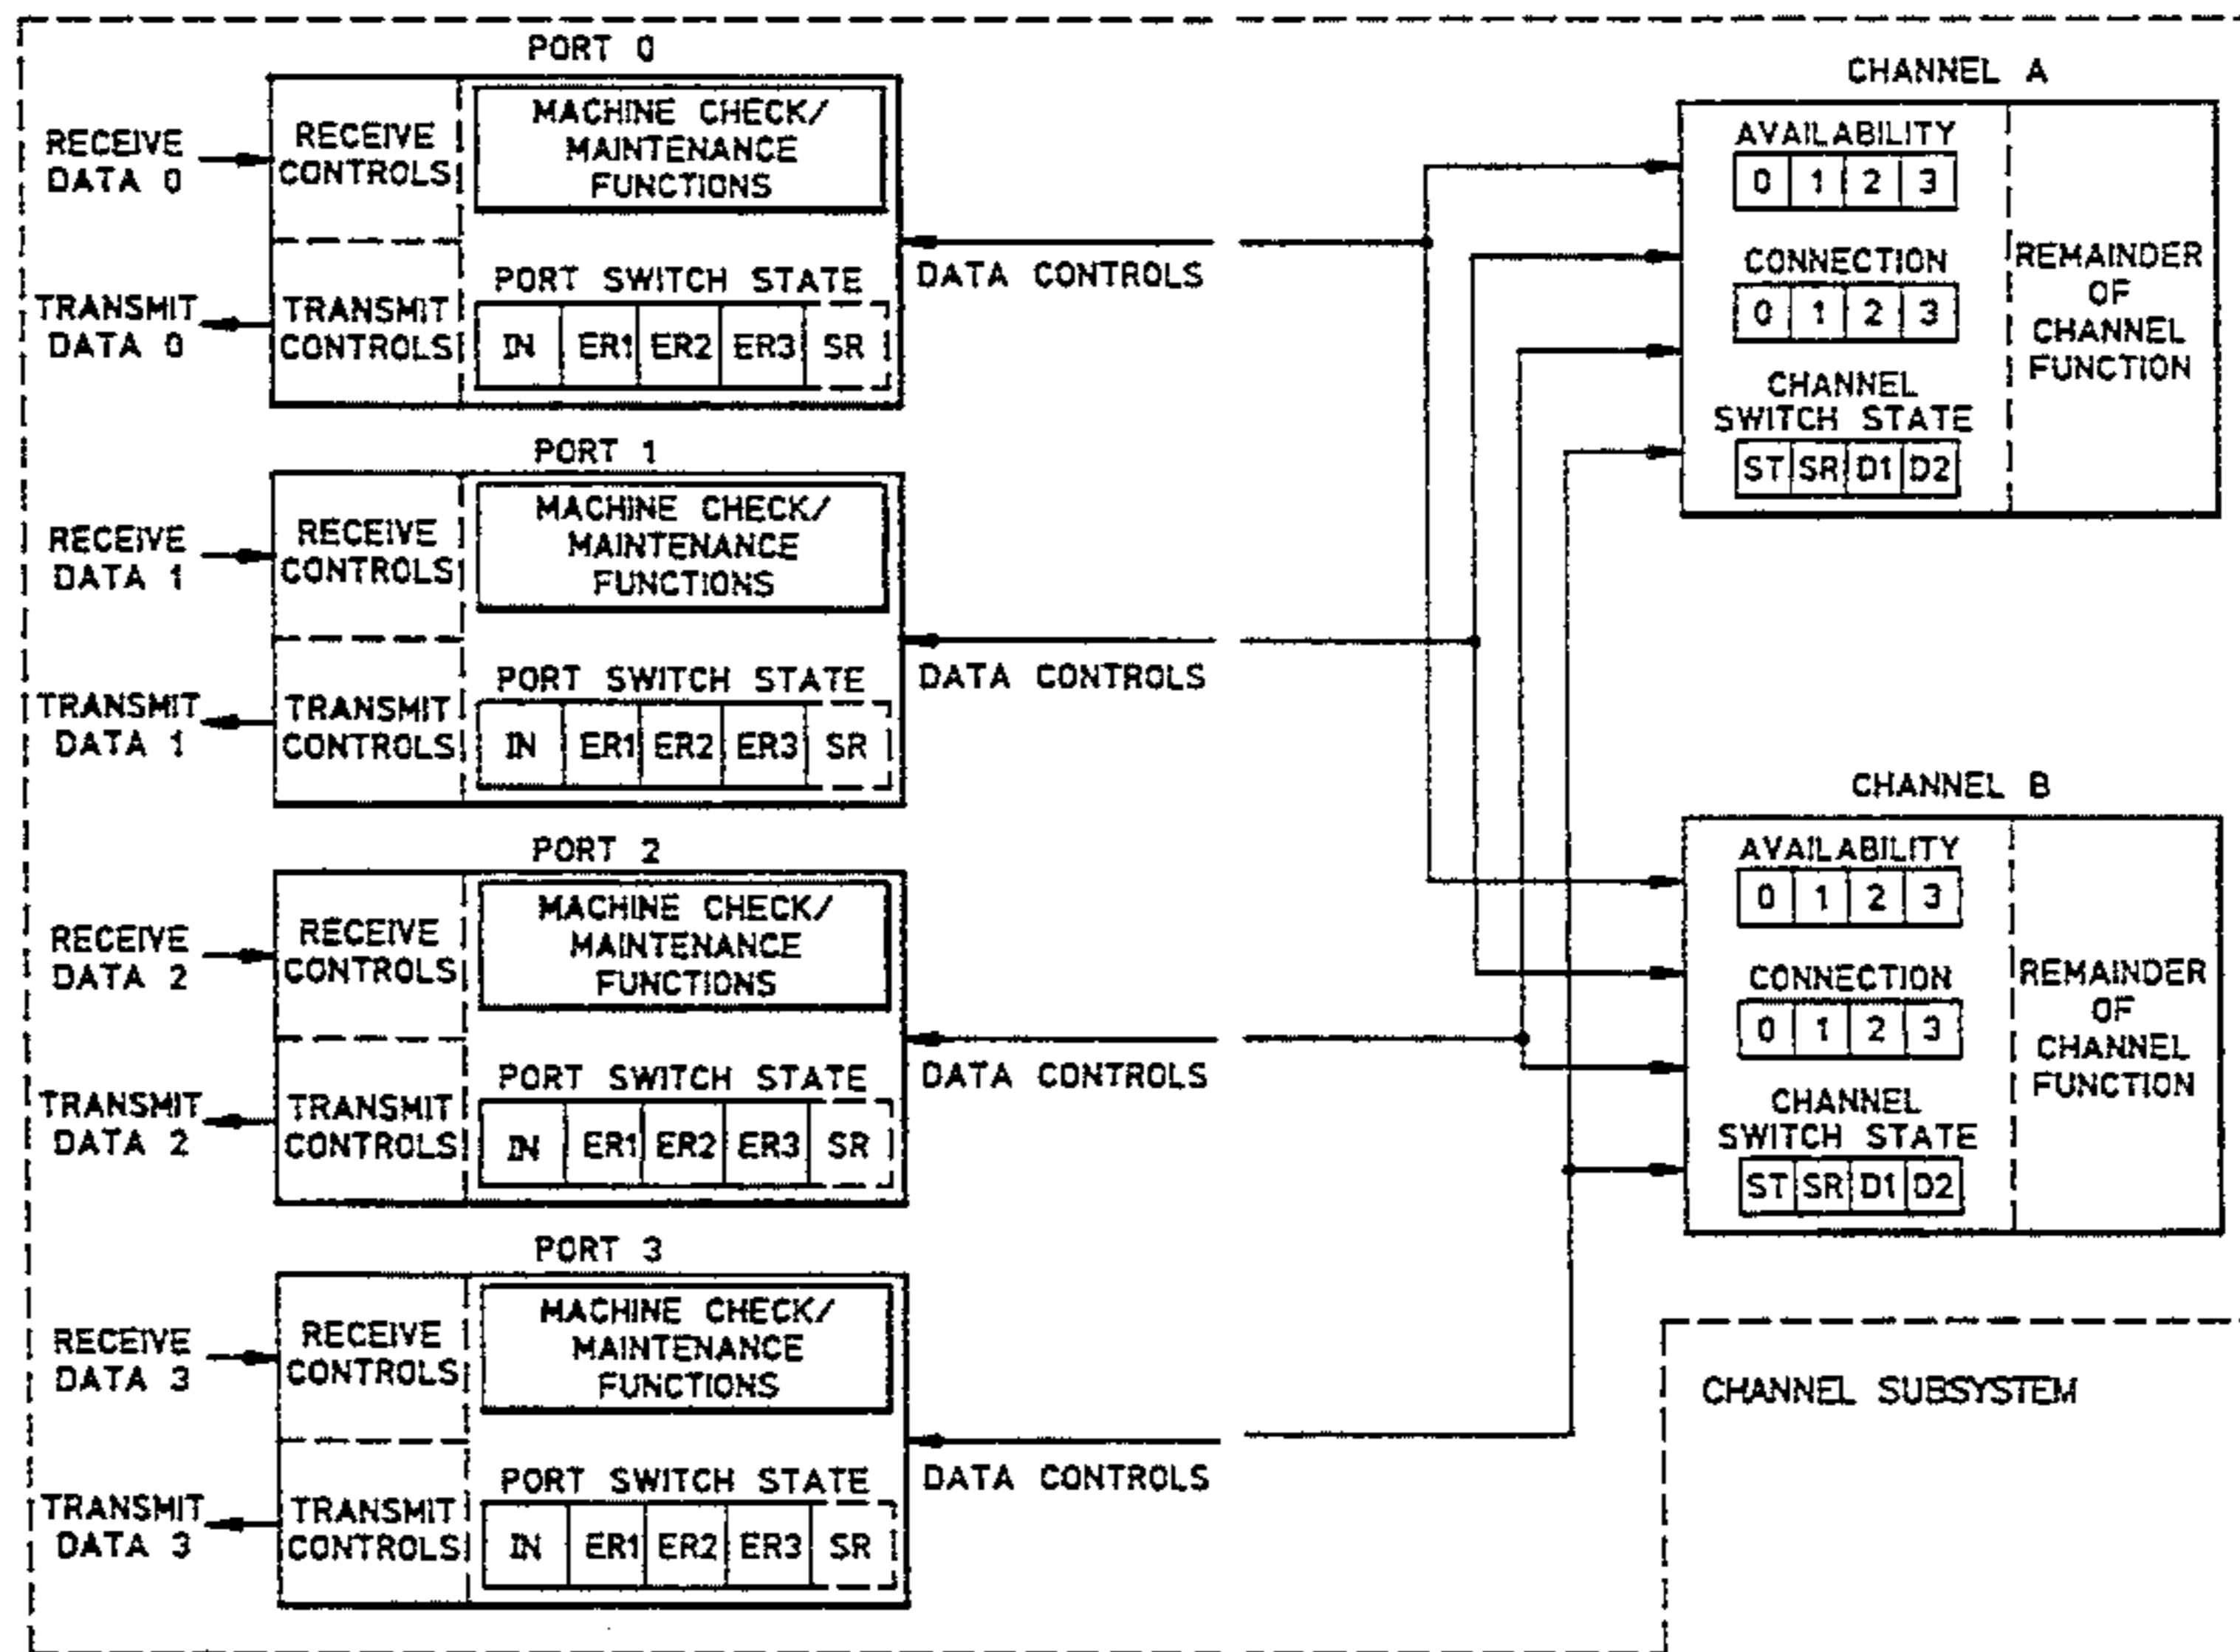 PORT 0
RECEIVE
DATA 0
RECEIVE
CONTROLS
MACHINE CHECK/
MAINTENANCE
FUNCTIONS
TRANSMIT
DATA 0
TRANSMIT
CONTROLS
PORT SWITCH STATE
IN ER1 ER2 ER3 SR
DATA CONTROLS
PORT 1
RECEIVE
DATA 1
RECEIVE
CONTROLS
MACHINE CHECK/
MAINTENANCE
FUNCTIONS
TRANSMIT
DATA 1
TRANSMIT
CONTROLS
PORT SWITCH STATE
IN ER1 ER2 ER3 SR
DATA CONTROLS
PORT 2
RECEIVE
DATA 2
RECEIVE
CONTROLS
MACHINE CHECK/
MAINTENANCE
FUNCTIONS
TRANSMIT
DATA 2
TRANSMIT
CONTROLS
PORT SWITCH STATE
IN ER1 ER2 ER3 SR
DATA CONTROLS
PORT 3
RECEIVE
DATA 3
RECEIVE
CONTROLS
MACHINE CHECK/
MAINTENANCE
FUNCTIONS
TRANSMIT
DATA 3
TRANSMIT
CONTROLS
PORT SWITCH STATE
IN ER1 ER2 ER3 SR
DATA CONTROLS
CHANNEL A
AVAILABILITY
0 1 2 3
CONNECTION
0 1 2 3
CHANNEL
SWITCH STATE
ST SR D1 D2
REMAINDER
OF
CHANNEL
FUNCTION
CHANNEL B
AVAILABILITY
0 1 2 3
CONNECTION
0 1 2 3
CHANNEL
SWITCH STATE
ST SR D1 D2
REMAINDER
OF
CHANNEL
FUNCTION
CHANNEL SUBSYSTEM